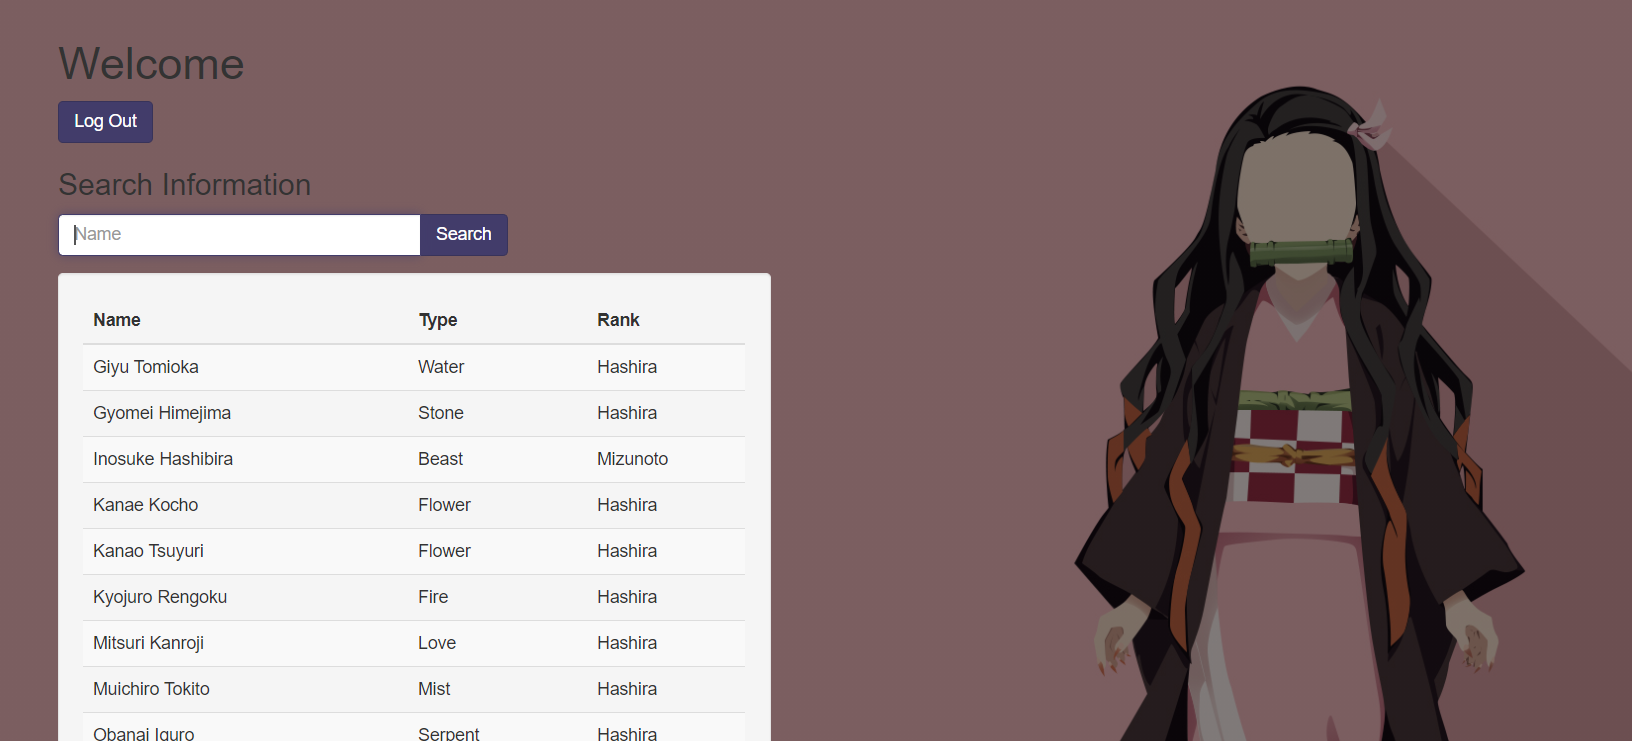 Welcome
Log Out
Search Information
Name Search
Name Type Rank
Giyu Tomioka Water Hashira
Gyomei Himejima Stone Hashira
Inosuke Hashibira Beast Mizunoto
Kanae Kocho Flower Hashira
Kanao Tsuyuri Flower Hashira
Kyojuro Rengoku Fire Hashira
Mitsuri Kanroji Love Hashira
Muichiro Tokito Mist Hashira
Obanai Iguro Serpent Hashira